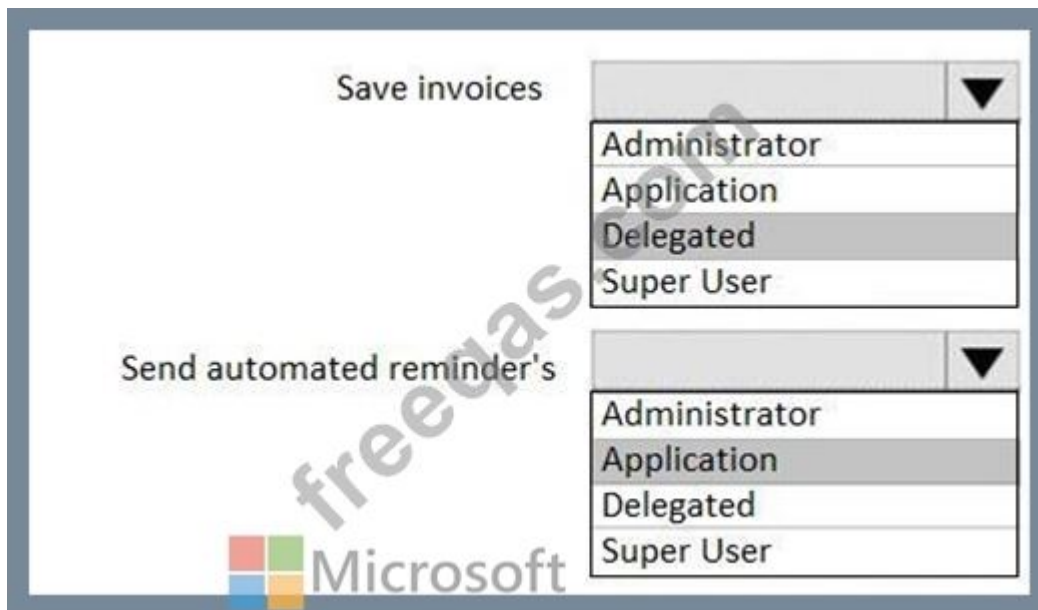 Save invoices
Administrator
Application
Delegated
Super User
Send automated reminder's
Administrator
Application
Delegated
Super User
freeqas.com
Microsoft